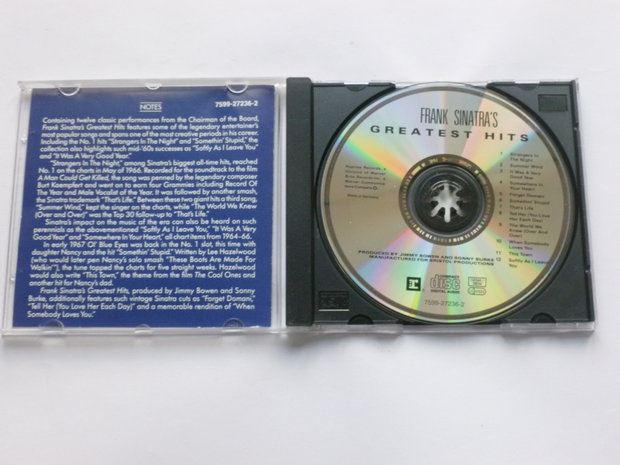 NOTES
7599-27236-2
Containing twelve classic performances from the Chairman of the Board,
Frank Sinatra's Greatest Hits features some of the legendary entertainer's
most popular songs and spans one of the most creative periods in his career.
Including the No. 1 hits "Strangers In The Night" and "Somethin' Stupid," the
collection also highlights such mid-'60s successes as "Softly As I Leave You"
and "It Was A Very Good Year."
"Strangers In The Night," among Sinatra's biggest all-time hits, reached
No. 1 on the charts in May of 1966. Recorded for the soundtrack to the film
A Man Could Get Killed, the song was penned by the legendary composer
Burt Kaempfert and went on to earn four Grammies including Record Of
The Year and Male Vocalist of the Year. It was followed by another smash,
the Sinatra trademark "That's Life." Between these two giant hits a third song,
"Summer Wind," kept the singer on the charts, while "The World We Knew
(Over and Over)" was the Top 30 follow-up to "That's Life."
Sinatra's impact on the music of the era can also be heard on such
perennials as the abovementioned "Softly As I Leave You," "It Was A Very
Good Year" and "Somewhere In Your Heart," all chart items from 1964-66.
In early 1967 Ol' Blue Eyes was back in the No. 1 slot, this time with
daughter Nancy and the hit "Somethin' Stupid." Written by Lee Hazelwood
(who would later pen Nancy's solo smash "These Boots Are Made For
Walkin'"), the tune topped the charts for five straight weeks. Hazelwood
would also write "This Town," the theme from the film The Cool Ones and
another hit for Nancy's dad.
Frank Sinatra's Greatest Hits, produced by Jimmy Bowen and Sonny
Burke, additionally features such vintage Sinatra cuts as "Forget Domani,"
"Tell Her (You Love Her Each Day)" and a memorable rendition of "When
Somebody Loves You."
FRANK SINATRA'S
GREATEST HITS
Reprise Records, a
Division of Warner
Bros Records Inc. a
Warner Communica
tions Company
Made in Germany
1 Strangers In
The Night
2 Summer Wind
3 It Was A Very
Good Year
4 Somewhere In
Your Heart
5 Forget Domani
6 Somethin' Stupid
7 That's Life
8 Tell Her (You Love
Her Each Day)
9 The World We
Knew (Over And
Over)
10 When Somebody
Loves You
11 This Town
12 Softly As I Leave
You
PRODUCED BY JIMMY BOWEN AND SONNY BURKE
MANUFACTURED FOR BRISTOL PRODUCTIONS
COMPACT
disc
DIGITAL AUDIO
7599-27236-2